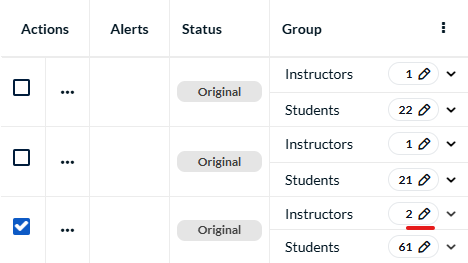 Actions Alerts Status Group
Instructors 1
Original
Students 22
Instructors 1
Original
Students 21
Instructors 2
Original
Students 61